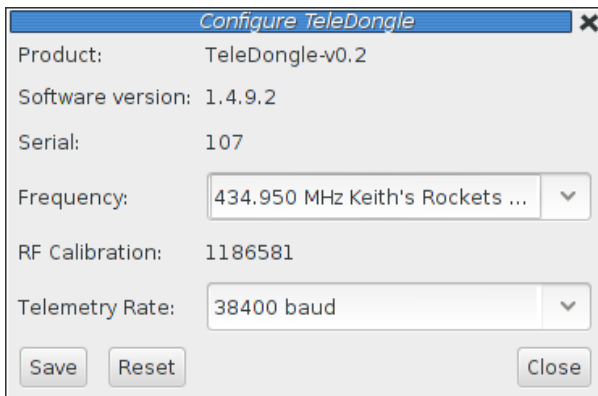 Configure TeleDongle
Product: TeleDongle-v0.2
Software version: 1.4.9.2
Serial: 107
Frequency: 434.950 MHz Keith's Rockets ...
RF Calibration: 1186581
Telemetry Rate: 38400 baud
Save Reset Close